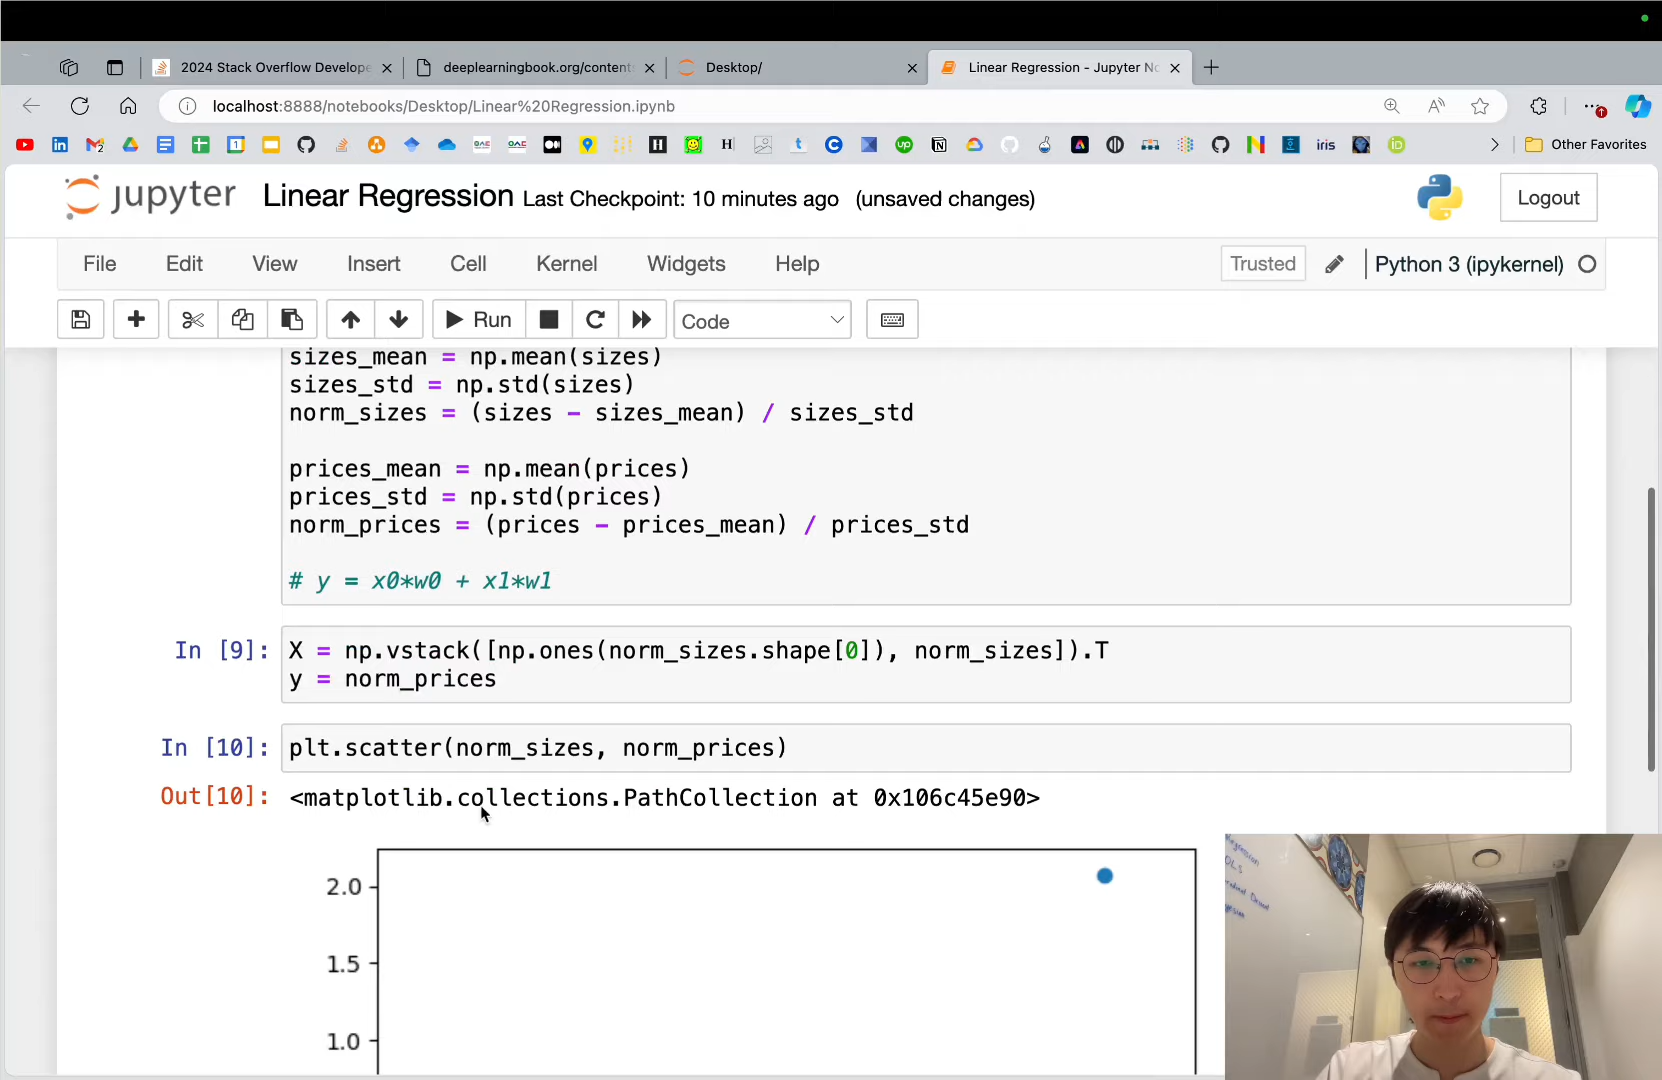 2024 Stack Overflow Develope
deeplearningbook.org/content
Desktop/
Linear Regression - Jupyter No
localhost:8888/notebooks/Desktop/Linear%20Regression.ipynb
iris
Other Favorites
jupyter
Linear Regression Last Checkpoint: 10 minutes ago (unsaved changes)
Logout
File Edit View Insert Cell Kernel Widgets Help
Trusted
Python 3 (ipykernel)
Run
Code
sizes_mean = np.mean(sizes)
sizes_std = np.std(sizes)
norm_sizes = (sizes - sizes_mean) / sizes_std
prices_mean = np.mean(prices)
prices_std = np.std(prices)
norm_prices = (prices - prices_mean) / prices_std
# y = x0*w0 + x1*w1
In [9]: X = np.vstack([np.ones(norm_sizes.shape[0]), norm_sizes]).T
y = norm_prices
In [10]: plt.scatter(norm_sizes, norm_prices)
Out[10]: <matplotlib.collections.PathCollection at 0x106c45e90>
2.0
1.5
1.0